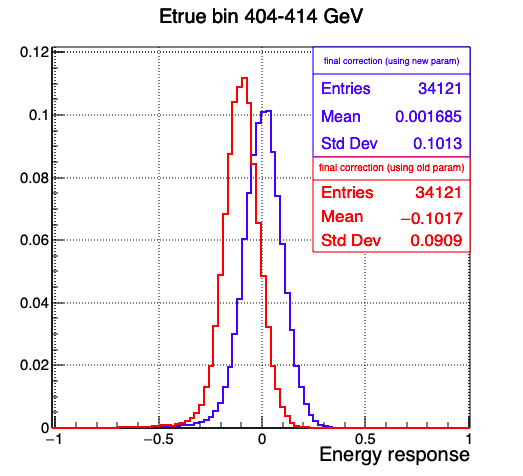 Etrue bin 404-414 GeV
final correction (using new param)
Entries 34121
Mean 0.001685
Std Dev 0.1013
final correction (using old param)
Entries 34121
Mean −0.1017
Std Dev 0.0909
0.12
0.1
0.08
0.06
0.04
0.02
0
−1 −0.5 0 0.5 1
Energy response